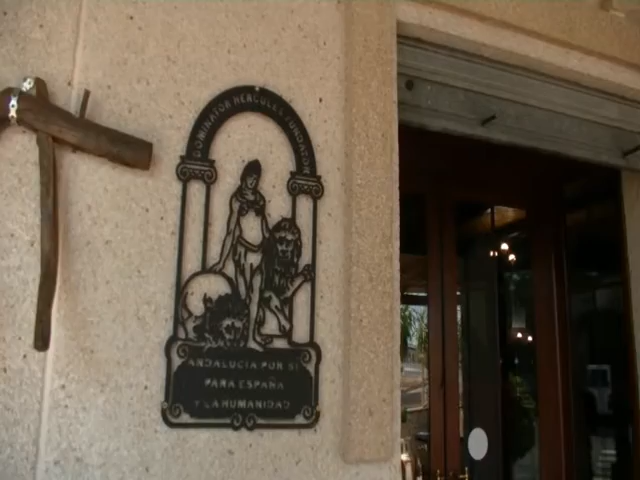 DOMINATOR HERCULES FUNDATOR
ANDALUCIA POR SI
PARA ESPAÑA
Y LA HUMANIDAD